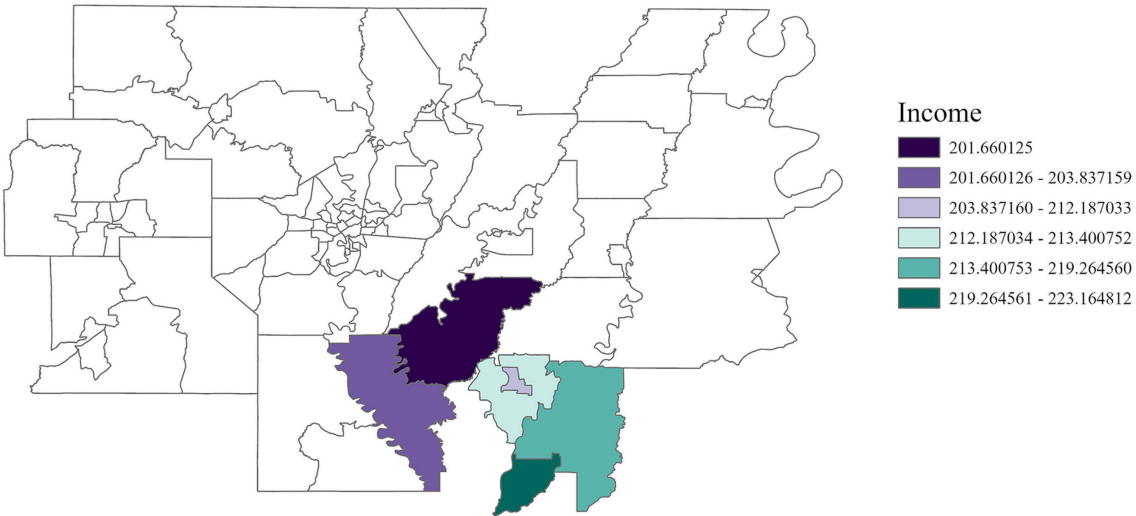 Income
201.660125
201.660126 - 203.837159
203.837160 - 212.187033
212.187034 - 213.400752
213.400753 - 219.264560
219.264561 - 223.164812